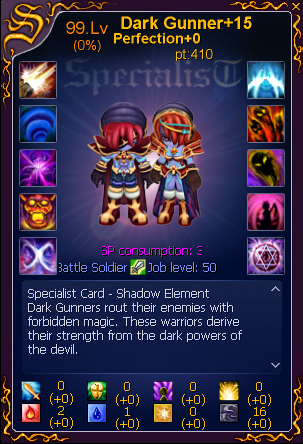 S
99.Lv Dark Gunner+15
(0%) Perfection+0
pt:410
Specialist
SP consumption: 3
Battle Soldier Job level: 50
Specialist Card - Shadow Element
Dark Gunners rout their enemies with
forbidden magic. These warriors derive
their strength from the dark powers of
the devil.
0 0 0 0
(+0) (+0) (+0) (+0)
2 1 0 16
(+0) (+0) (+0) (+0)